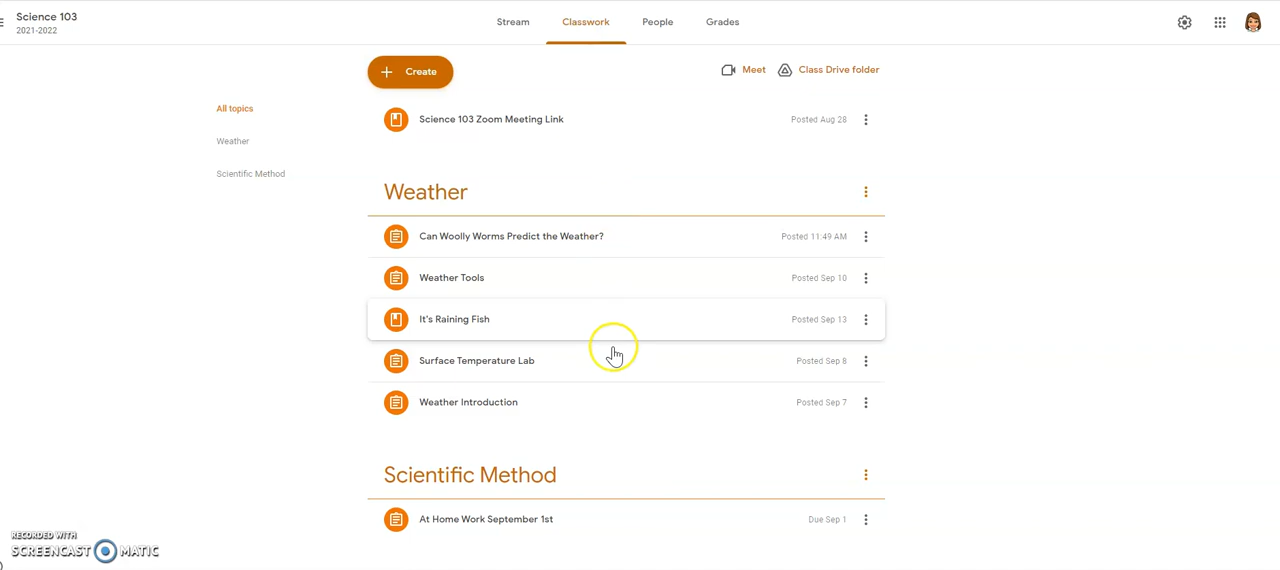 Science 103
2021-2022
Stream Classwork People Grades
Create
Meet Class Drive folder
All topics
Weather
Scientific Method
Science 103 Zoom Meeting Link Posted Aug 28
Weather
Can Woolly Worms Predict the Weather? Posted 11:49 AM
Weather Tools Posted Sep 10
It's Raining Fish Posted Sep 13
Surface Temperature Lab Posted Sep 8
Weather Introduction Posted Sep 7
Scientific Method
At Home Work September 1st Due Sep 1
RECORDED WITH
SCREENCAST MATIC